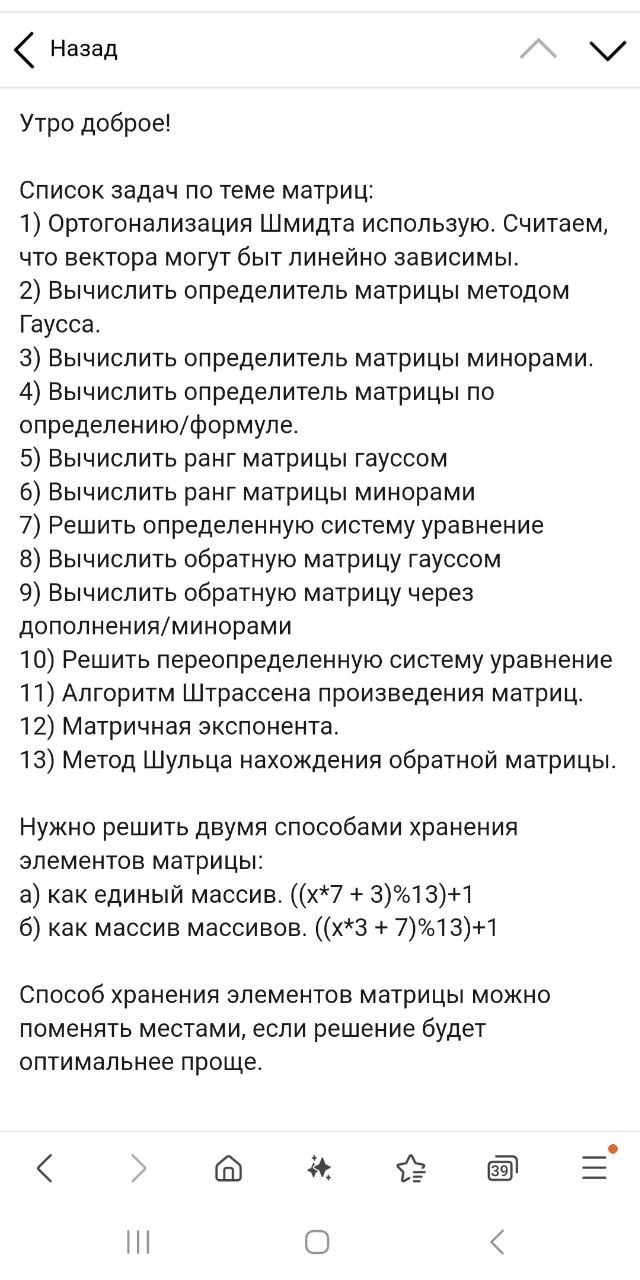 Назад
Утро доброе!
Список задач по теме матриц:
1) Ортогонализация Шмидта использую. Считаем,
что вектора могут быт линейно зависимы.
2) Вычислить определитель матрицы методом
Гаусса.
3) Вычислить определитель матрицы минорами.
4) Вычислить определитель матрицы по
определению/формуле.
5) Вычислить ранг матрицы гауссом
6) Вычислить ранг матрицы минорами
7) Решить определенную систему уравнение
8) Вычислить обратную матрицу гауссом
9) Вычислить обратную матрицу через
дополнения/минорами
10) Решить переопределенную систему уравнение
11) Алгоритм Штрассена произведения матриц.
12) Матричная экспонента.
13) Метод Шульца нахождения обратной матрицы.
Нужно решить двумя способами хранения
элементов матрицы:
а) как единый массив. ((x*7 + 3)%13)+1
б) как массив массивов. ((x*3 + 7)%13)+1
Способ хранения элементов матрицы можно
поменять местами, если решение будет
оптимальнее проще.
39